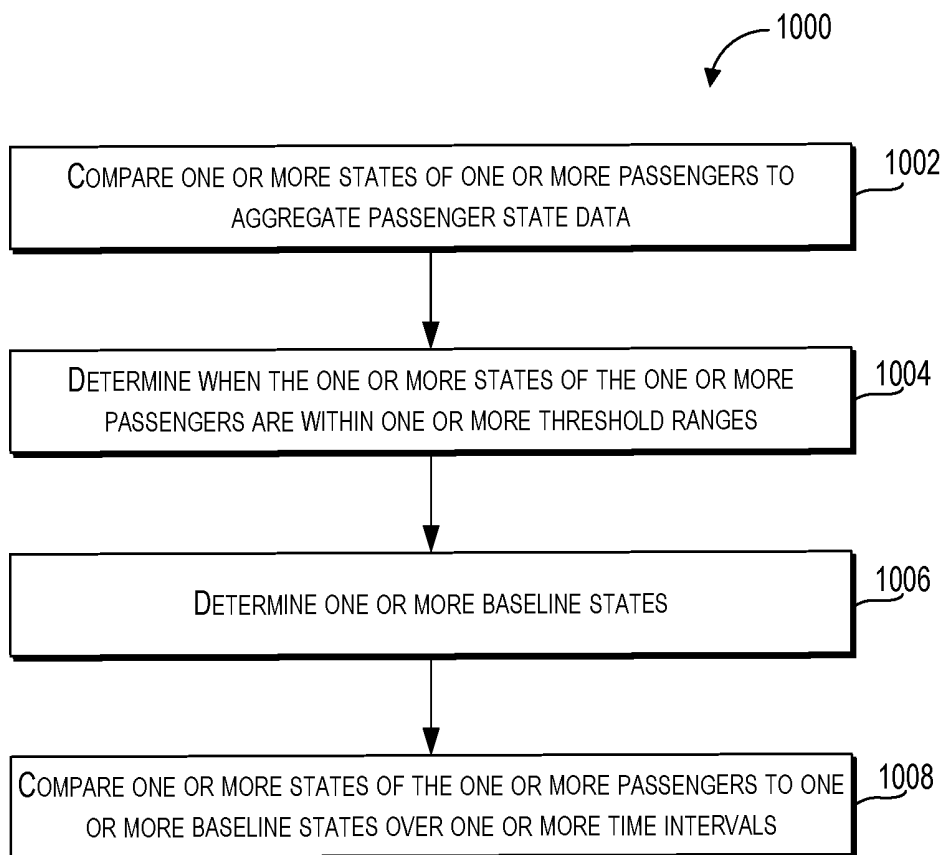 1000
COMPARE ONE OR MORE STATES OF ONE OR MORE PASSENGERS TO
AGGREGATE PASSENGER STATE DATA
1002
DETERMINE WHEN THE ONE OR MORE STATES OF THE ONE OR MORE
PASSENGERS ARE WITHIN ONE OR MORE THRESHOLD RANGES
1004
DETERMINE ONE OR MORE BASELINE STATES
1006
COMPARE ONE OR MORE STATES OF THE ONE OR MORE PASSENGERS TO ONE
OR MORE BASELINE STATES OVER ONE OR MORE TIME INTERVALS
1008